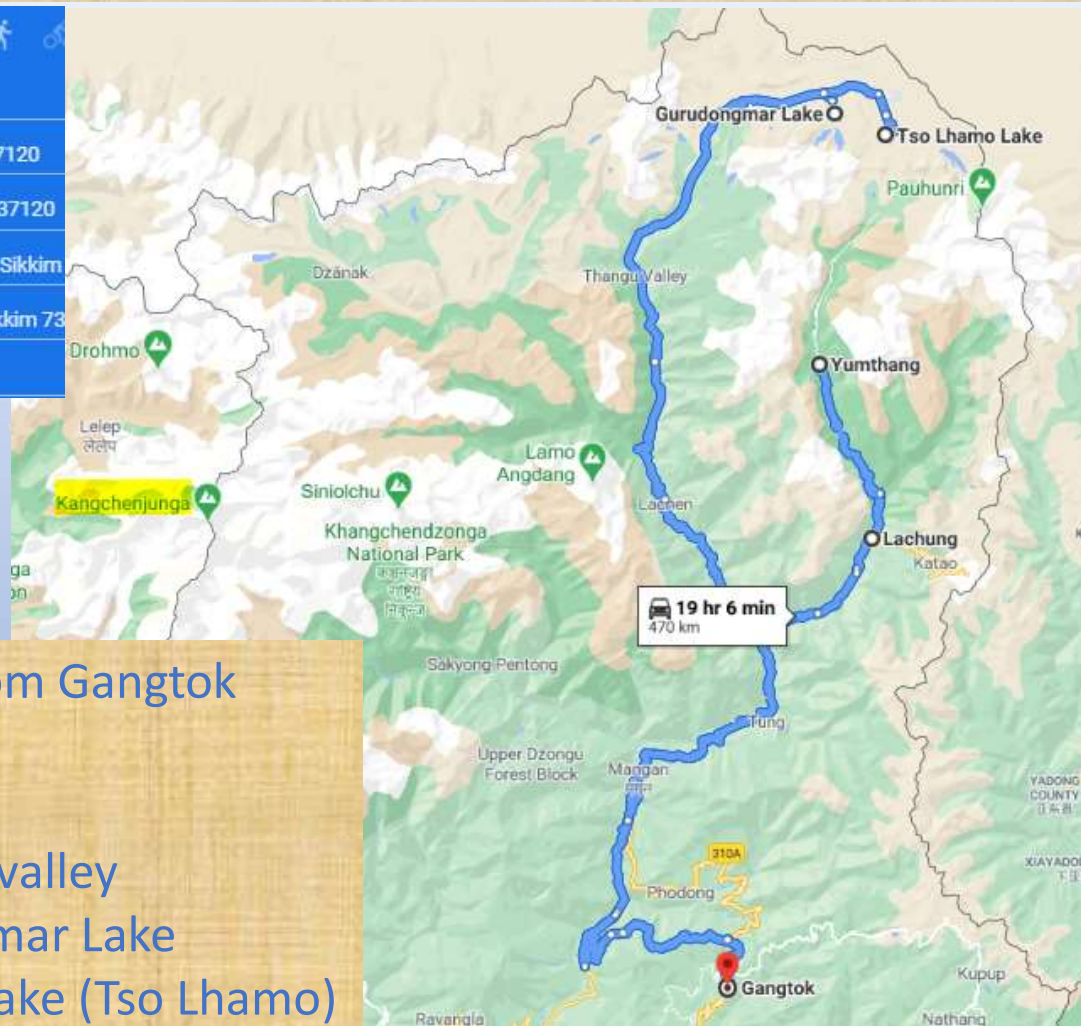 7120
37120
Sikkim
kim 73
Gurudongmar Lake
Tso Lhamo Lake
Pauhunri
Dzänak
Thangu Valley
Drohmo
Yumthang
Lelep
लेलेप
Lamo
Angdang
Kangchenjunga
Siniolchu
Lachen
Khangchendzonga
National Park
Lachung
Katao
ga
on
19 hr 6 min
470 km
Sakyong Pentong
om Gangtok
Tung
Upper Dzongu
Forest Block
Mangan
YADONG
COUNTY
valley
310A
XIAYADO
Phodong
mar Lake
ake (Tso Lhamo)
Gangtok
Kupup
Ravangla
Nathang